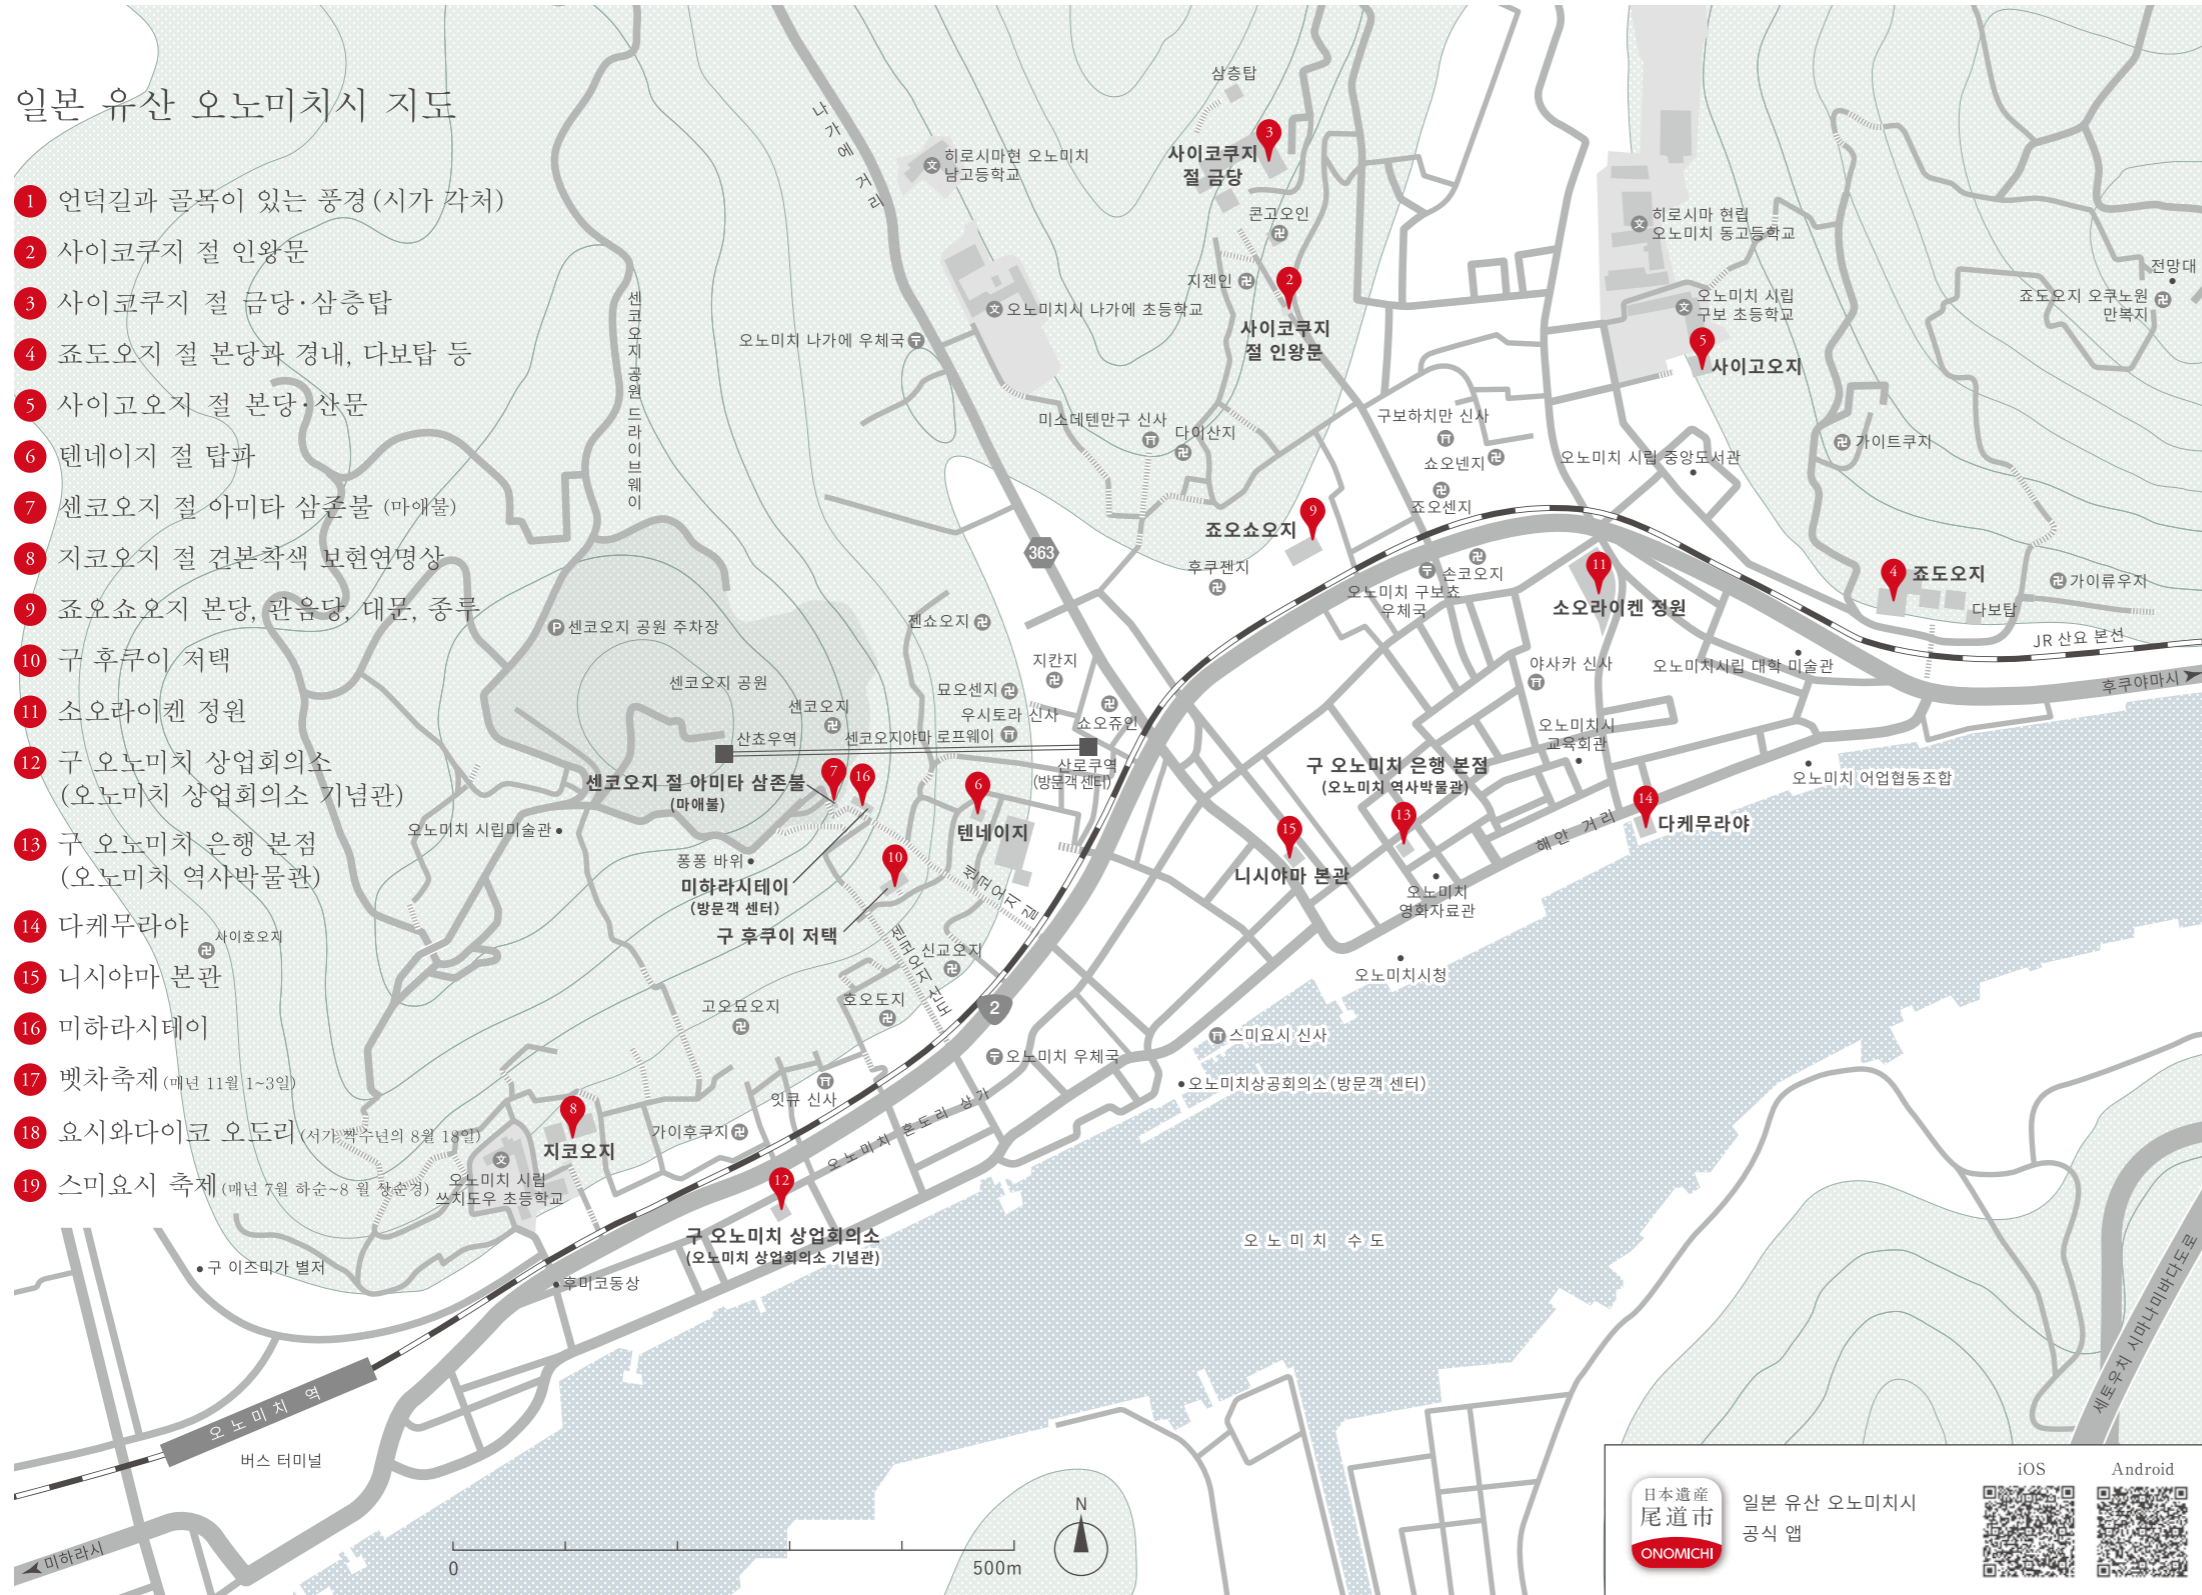 일본 유산 오노미치시 지도
1 언덕길과 골목이 있는 풍경(시가 각처)
2 사이코쿠지 절 인왕문
3 사이코쿠지 절 금당·삼층탑
4 죠도오지 절 본당과 경내, 다보탑 등
5 사이고오지 절 본당·산문
6 텐네이지 절 탑파
7 센코오지 절 아미타 삼존불 (마애불)
8 지코오지 절 견본착색 보현연명상
9 죠오쇼오지 본당, 관음당, 대문, 종루
10 구 후쿠이 저택
11 소오라이켄 정원
12 구 오노미치 상업회의소
(오노미치 상업회의소 기념관)
13 구 오노미치 은행 본점
(오노미치 역사박물관)
14 다케무라야
15 니시야마 본관
16 미하라시테이
17 벳차축제(매년 11월 1~3일)
18 요시와다이코 오도리(서기 짝수년의 8월 18일)
19 스미요시 축제(매년 7월 하순~8 월 상순경)
삼층탑
나가에 거리
文 히로시마현 오노미치
남고등학교
3
사이코쿠지
절 금당
콘고오인
文 히로시마 현립
오노미치 동고등학교
전망대
지젠인
2
사이코쿠지
절 인왕문
文 오노미치시 나가에 초등학교
文 오노미치 시립
구보 초등학교
죠도오지 오쿠노원
만복지
센코오지 공원 드라이브웨이
오노미치 나가에 우체국
5
사이고오지
미소데텐만구 신사
다이산지
구보하치만 신사
쇼오넨지
오노미치 시립 중앙도서관
가이트쿠지
죠오센지
9
죠오쇼오지
363
후쿠젠지
오노미치 구보쵸
우체국
손코오지
11
소오라이켄 정원
4
죠도오지
가이류우지
다보탑
JR 산요 본선
P 센코오지 공원 주차장
젠쇼오지
지칸지
야사카 신사
오노미치시립 대학 미술관
후쿠야마시
센코오지 공원
묘오센지
센코오지
우시토라 신사
쇼오쥬인
오노미치시
교육회관
산쵸우역
센코오지야마 로프웨이
산로쿠역
(방문객 센터)
7
16
6
센코오지 절 아미타 삼존불
(마애불)
구 오노미치 은행 본점
(오노미치 역사박물관)
13
오노미치 어업협동조합
14
다케무라야
해안 거리
오노미치 시립미술관
텐네이지
15
니시야마 본관
퐁퐁 바위
10
미하라시테이
(방문객 센터)
오노미치
영화자료관
구 후쿠이 저택
센코오지 신도
사이호오지
신교오지
오노미치시청
고오묘오지
호오도지
2
스미요시 신사
오노미치 우체국
오노미치상공회의소(방문객 센터)
잇큐 신사
8
지코오지
가이후쿠지
오노미치 혼도리 상가
文
오노미치 시립
쓰치도우 초등학교
12
구 오노미치 상업회의소
(오노미치 상업회의소 기념관)
오노미치 수도
구 이즈미가 별저
후미코동상
세토우치 시마나미바다도로
오노미치 역
버스 터미널
미하라시
0
500m
N
日本遺産
尾道市
ONOMICHI
일본 유산 오노미치시
공식 앱
iOS
Android